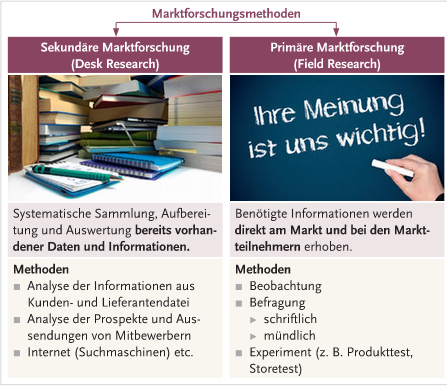 Marktforschungsmethoden
Sekundäre Marktforschung
(Desk Research)
Systematische Sammlung, Aufberei-
tung und Auswertung bereits vorhan-
dener Daten und Informationen.
Methoden
■ Analyse der Informationen aus
Kunden- und Lieferantendatei
■ Analyse der Prospekte und Aus-
sendungen von Mitbewerbern
■ Internet (Suchmaschinen) etc.
Primäre Marktforschung
(Field Research)
Ihre Meinung
ist uns wichtig!
Benötigte Informationen werden
direkt am Markt und bei den Markt-
teilnehmern erhoben.
Methoden
■ Beobachtung
■ Befragung
▶ schriftlich
▶ mündlich
■ Experiment (z. B. Produkttest,
Storetest)